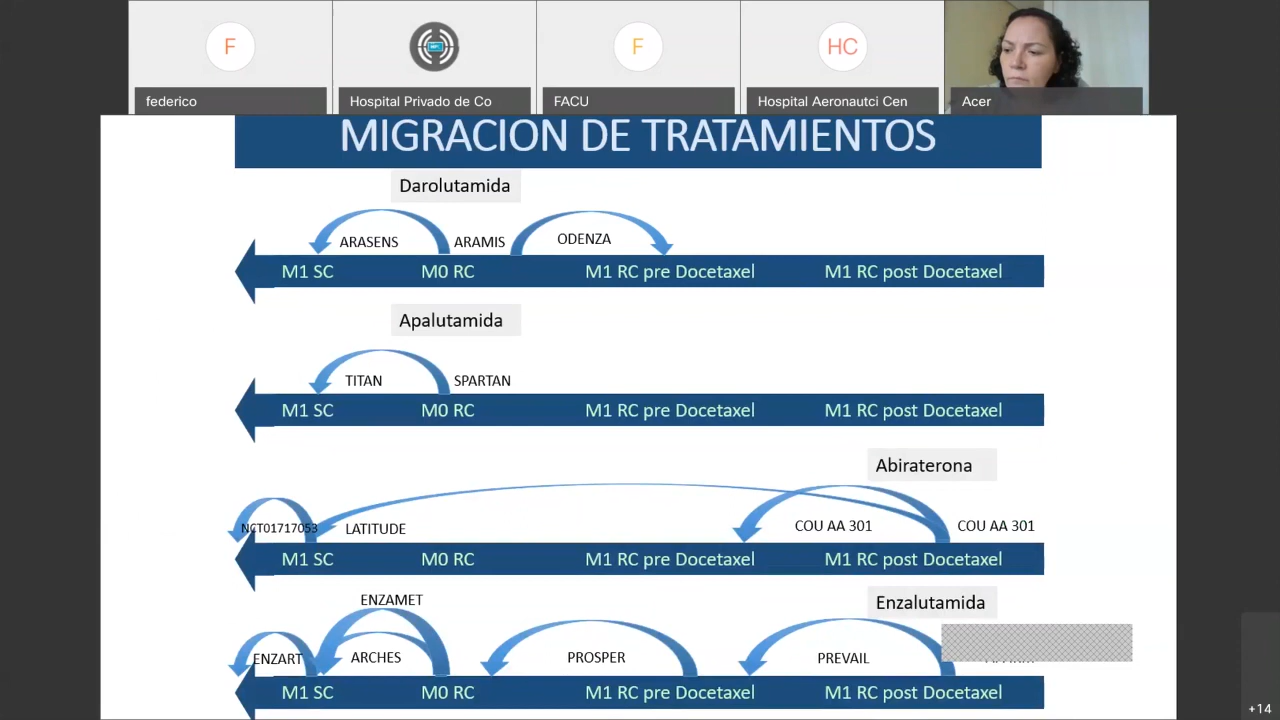 F
F
HC
federico
Hospital Privado de Co
FACU
Hospital Aeronautci Cen
Acer
MIGRACION DE TRATAMIENTOS
Darolutamida
ARASENS
ARAMIS
ODENZA
M1 SC
M0 RC
M1 RC pre Docetaxel
M1 RC post Docetaxel
Apalutamida
TITAN
SPARTAN
M1 SC
M0 RC
M1 RC pre Docetaxel
M1 RC post Docetaxel
Abiraterona
NCT01717053
LATITUDE
COU AA 301
COU AA 301
M1 SC
M0 RC
M1 RC pre Docetaxel
M1 RC post Docetaxel
ENZAMET
Enzalutamida
ENZART
ARCHES
PROSPER
PREVAIL
M1 SC
M0 RC
M1 RC pre Docetaxel
M1 RC post Docetaxel
+14